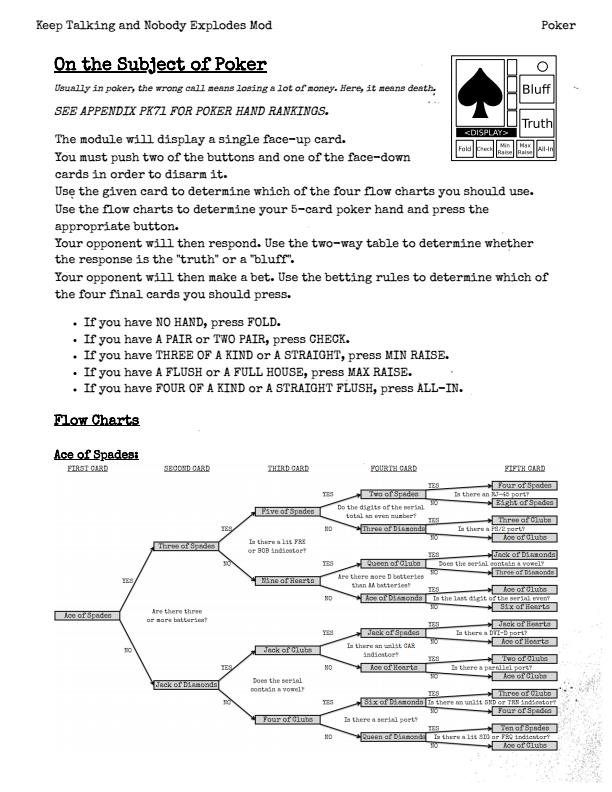 Keep Talking and Nobody Explodes Mod
Poker
On the Subject of Poker
Usually in poker, the wrong call means losing a lot of money. Here, it means death.
SEE APPENDIX PK71 FOR POKER HAND RANKINGS.
Bluff
Truth
<DISPLAY>
Fold
Check
Min Raise
Max Raise
All-In
The module will display a single face-up card.
You must push two of the buttons and one of the face-down
cards in order to disarm it.
Use the given card to determine which of the four flow charts you should use.
Use the flow charts to determine your 5-card poker hand and press the
appropriate button.
Your opponent will then respond. Use the two-way table to determine whether
the response is the "truth" or a "bluff".
Your opponent will then make a bet. Use the betting rules to determine which of
the four final cards you should press.
• If you have NO HAND, press FOLD.
• If you have A PAIR or TWO PAIR, press CHECK.
• If you have THREE OF A KIND or A STRAIGHT, press MIN RAISE.
• If you have A FLUSH or A FULL HOUSE, press MAX RAISE.
• If you have FOUR OF A KIND or A STRAIGHT FLUSH, press ALL-IN.
Flow Charts
Ace of Spades:
FIRST CARD
SECOND CARD
THIRD CARD
FOURTH CARD
FIFTH CARD
Ace of Spades
Are there three
or more batteries?
YES
Three of Spades
NO
Jack of Diamonds
Is there a lit FRK
or BOB indicator?
YES
Five of Spades
NO
Nine of Hearts
Does the serial
contain a vowel?
YES
Jack of Clubs
NO
Four of Clubs
Do the digits of the serial
total an even number?
YES
Two of Spades
NO
Three of Diamonds
Are there more D batteries
than AA batteries?
YES
Queen of Clubs
NO
Ace of Diamonds
Is there an unlit CAR
indicator?
YES
Jack of Spades
NO
Ace of Hearts
Is there a serial port?
YES
Six of Diamonds
NO
Queen of Diamonds
YES
Four of Spades
Is there an RJ-45 port?
NO
Eight of Spades
YES
Three of Clubs
Is there a PS/2 port?
NO
Ace of Clubs
YES
Jack of Diamonds
Does the serial contain a vowel?
NO
Three of Diamonds
YES
Ace of Clubs
Is the last digit of the serial even?
NO
Six of Hearts
YES
Jack of Hearts
Is there a DVI-D port?
NO
Ace of Hearts
YES
Two of Clubs
Is there a parallel port?
NO
Ace of Clubs
YES
Three of Clubs
Is there an unlit SND or TRN indicator?
NO
Four of Spades
YES
Ten of Spades
Is there a lit SIG or FRQ indicator?
NO
Ace of Clubs